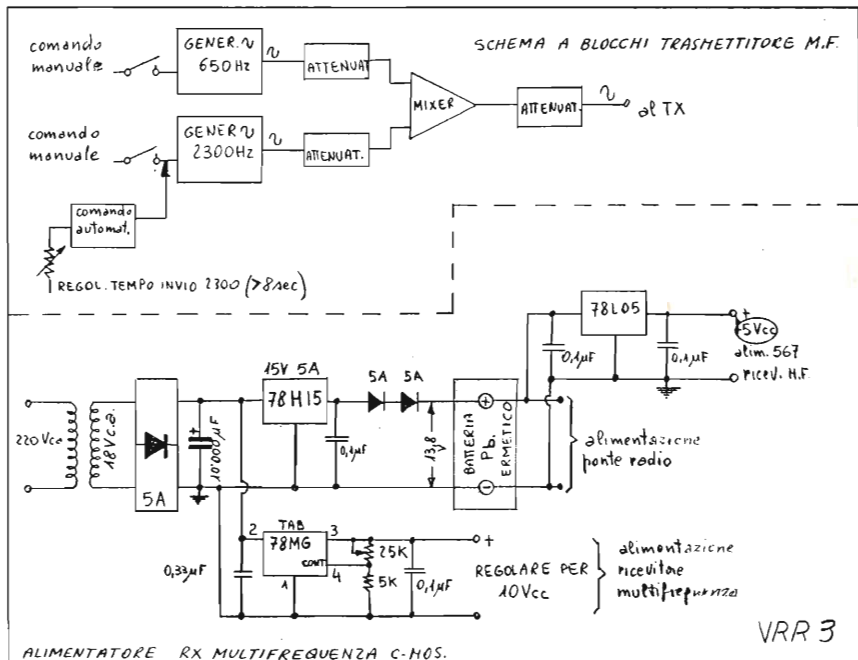 SCHEMA A BLOCCHI TRASMETTITORE M.F.
comando
manuale
GENER. ∿
650Hz
∿
ATTENUAT
MIXER
ATTENUAT.
∿
al TX
comando
manuale
GENER ∿
2300Hz
∿
ATTENUAT.
comando
automat.
REGOL. TEMPO INVIO 2300 (>8sec)
78L05
+
+5Vcc
0,1µF
0,1µF
alim. 567
ricev. H.F.
15V 5A
78H15
5A
5A
220Vca
18V c.a.
5A
+
10'000µF
0,1µF
13,8
V
BATTERIA
Pb.
ERMETICO
+
-
alimentazione
ponte radio
TAB
2
78MG
3
CONT
4
1
0,33µF
25K
5K
0,1µF
+
REGOLARE PER
10Vcc
alimentazione
ricevitore
multifrequenza
ALIMENTATORE RX MULTIFREQUENZA C-MOS.
VRR 3